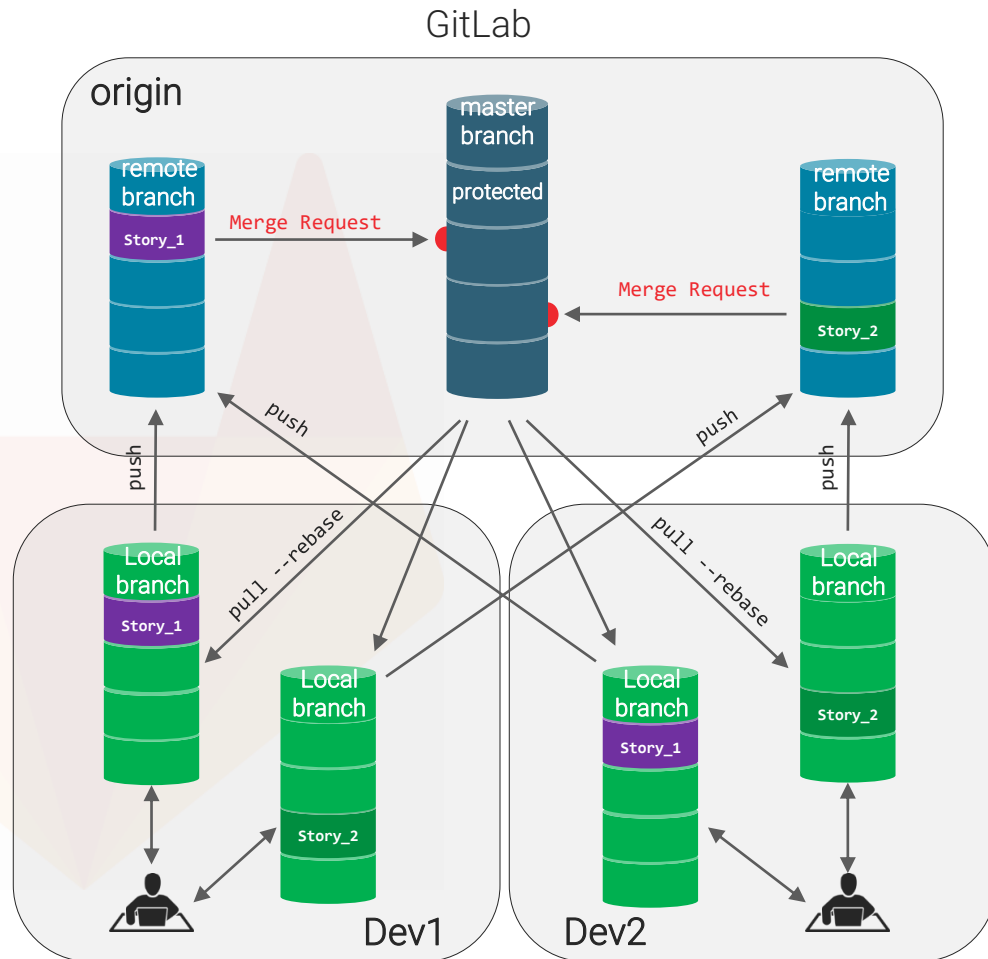 GitLab
origin
master
branch
protected
remote
branch
Story_1
Merge Request
remote
branch
Merge Request
Story_2
push
push
push
push
pull --rebase
pull --rebase
Local
branch
Story_1
Local
branch
Story_2
Local
branch
Story_1
Local
branch
Story_2
Dev1
Dev2